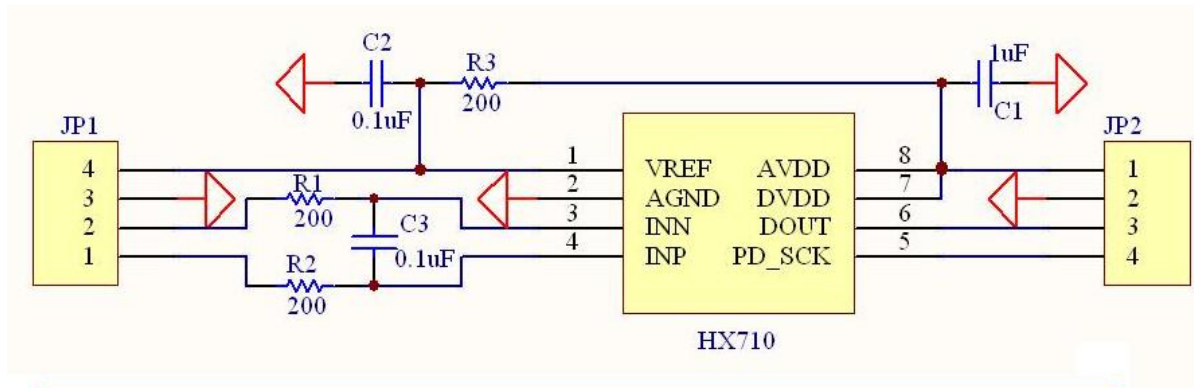 C2
0.1uF
R3
200
1uF
C1
JP1
4
3
2
1
R1
200
C3
0.1uF
R2
200
1
2
3
4
VREF AVDD
AGND DVDD
INN DOUT
INP PD_SCK
8
7
6
5
HX710
JP2
1
2
3
4